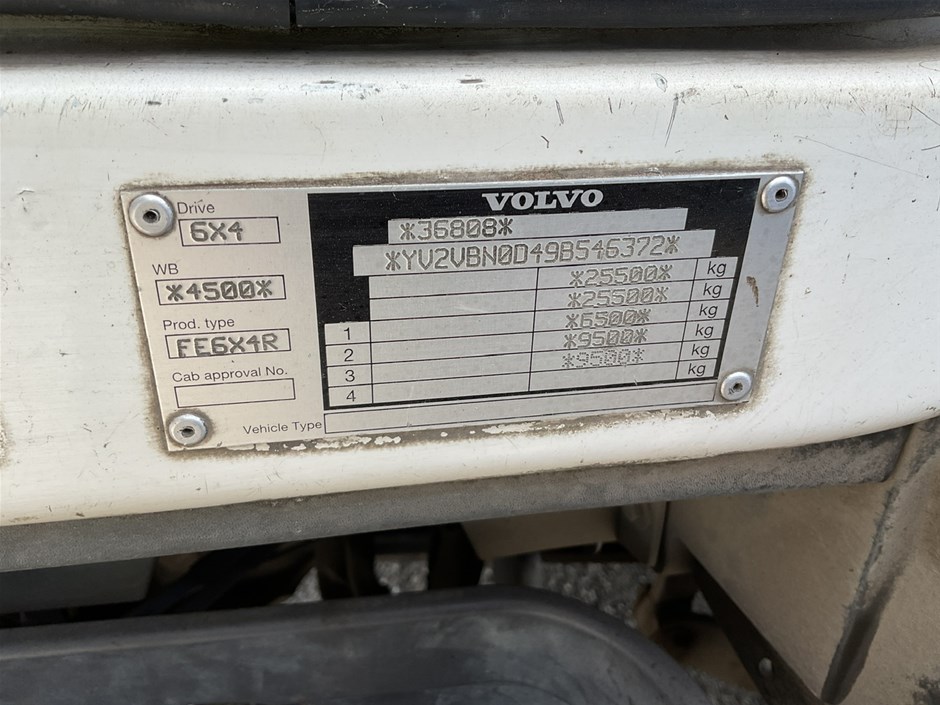 VOLVO
Drive
6X4
WB
*4500*
Prod. type
FE6X4R
Cab approval No.
*36808*
*YV2VBN0D49B546372*
*25500* kg
*25500* kg
1 *6500* kg
2 *9500* kg
3 *9500* kg
4 kg
Vehicle Type